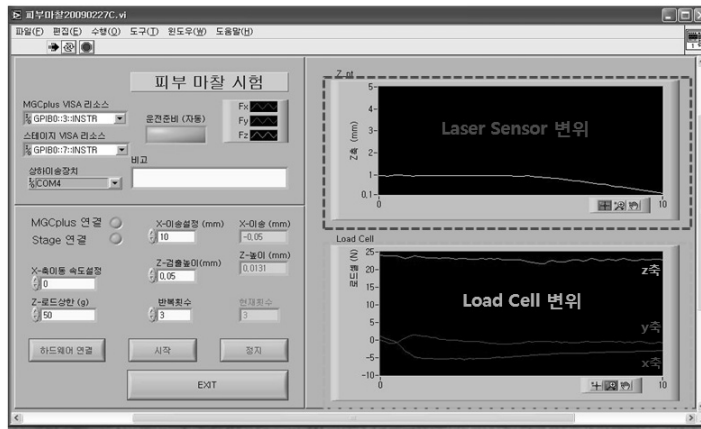 피부마찰20090227C.vi
파일(F) 편집(E) 수행(O) 도구(T) 윈도우(W) 도움말(H)
피부 마찰 시험
MGCplus VISA 리소스
GPIB0::3::INSTR
스테이지 VISA 리소스
GPIB0::7::INSTR
상하이송장치
COM4
운전준비 (자동)
Fx
Fy
Fz
비고
MGCplus 연결
Stage 연결
X-축이동 속도설정
0
Z-로드상한 (g)
50
X-이송설정 (mm)
10
Z-검출높이(mm)
0.05
반복횟수
3
X-이송 (mm)
-0.05
Z-높이 (mm)
0.0131
현재횟수
3
하드웨어 연결
시작
정지
EXIT
Z-pt
Z축 (mm)
5
4
3
2
1
0.1
0
10
Laser Sensor 변위
Load Cell
로드셀 (N)
25
20
15
10
5
0
-5
-10
0
10
Load Cell 변위
z축
y축
x축